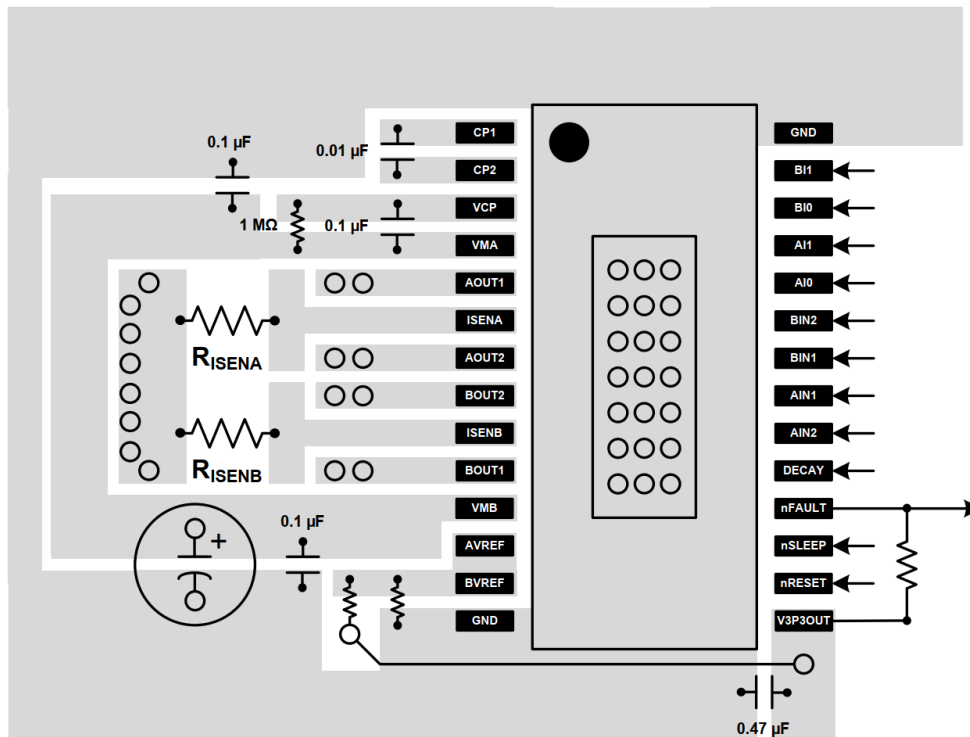 0.1 µF
0.01 µF
1 MΩ
0.1 µF
CP1
CP2
VCP
VMA
AOUT1
ISENA
AOUT2
BOUT2
ISENB
BOUT1
VMB
AVREF
BVREF
GND
RISENA
RISENB
+
0.1 µF
GND
BI1
BI0
AI1
AI0
BIN2
BIN1
AIN1
AIN2
DECAY
nFAULT
nSLEEP
nRESET
V3P3OUT
0.47 µF